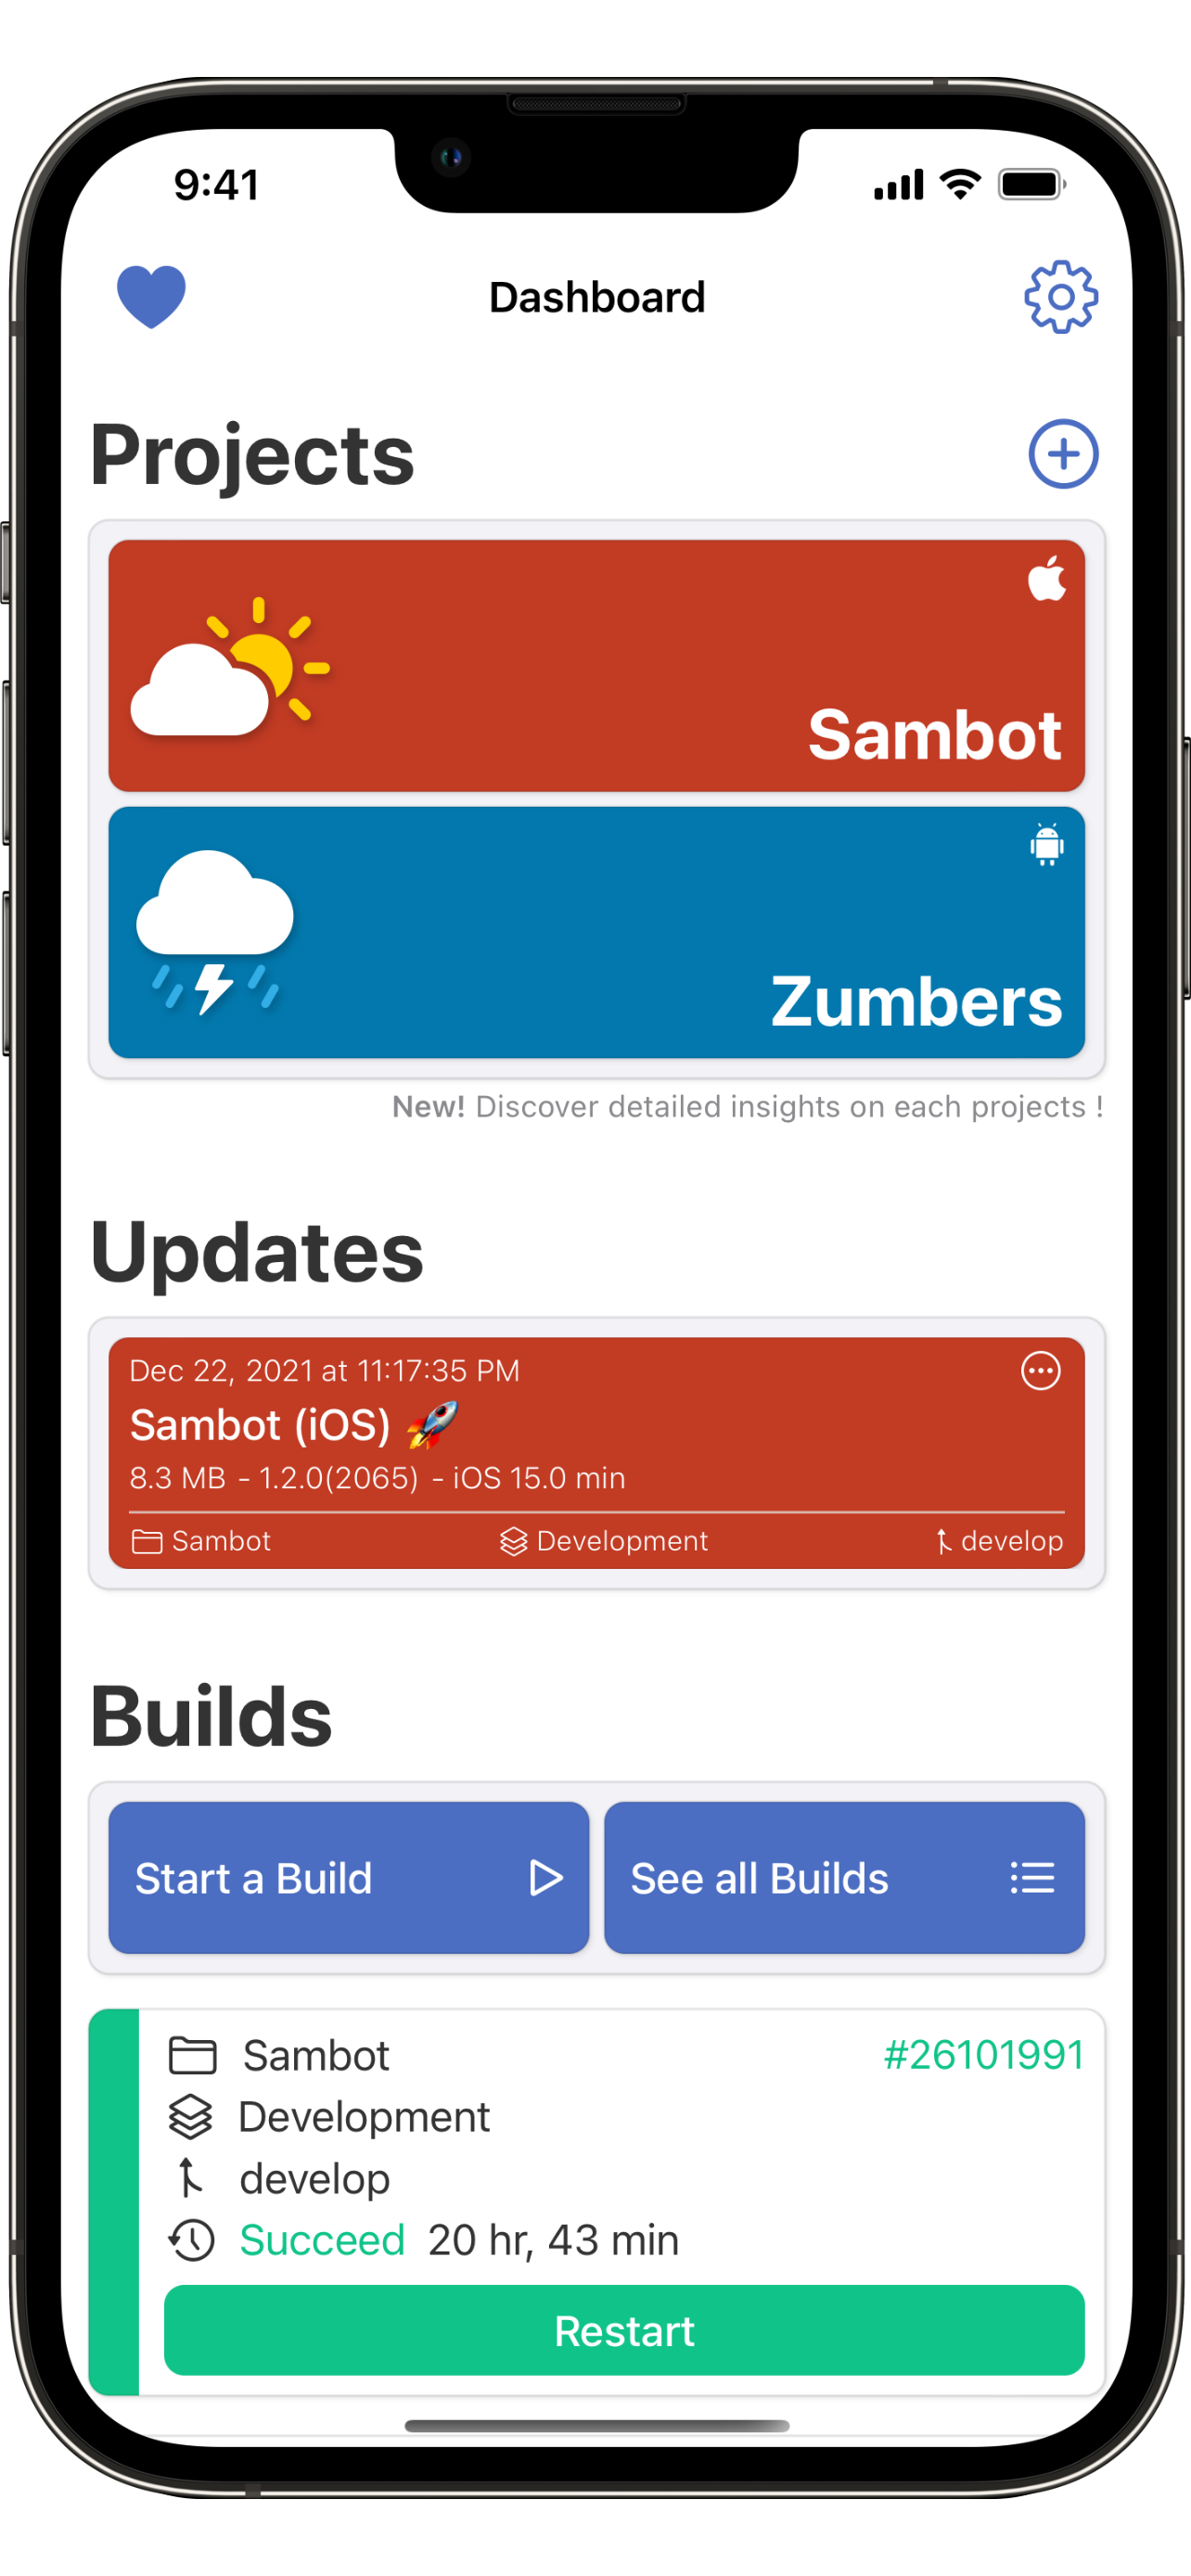 9:41
Dashboard
Projects
Sambot
Zumbers
New! Discover detailed insights on each projects !
Updates
Dec 22, 2021 at 11:17:35 PM
Sambot (iOS) 🚀
8.3 MB - 1.2.0(2065) - iOS 15.0 min
Sambot Development develop
Builds
Start a Build
See all Builds
Sambot #26101991
Development
develop
Succeed 20 hr, 43 min
Restart